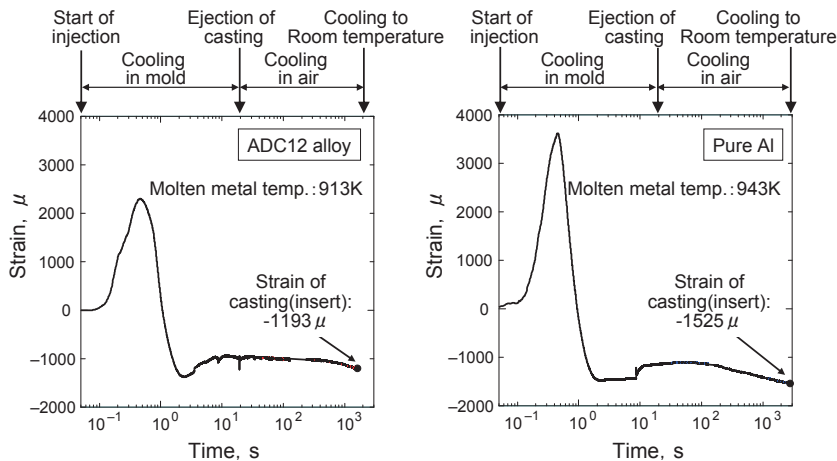 Start of
injection
Ejection of
casting
Cooling to
Room temperature
Cooling
in mold
Cooling
in air
4000
3000
2000
1000
0
−1000
−2000
Strain, μ
ADC12 alloy
Molten metal temp.:913K
Strain of
casting(insert):
-1193 μ
10⁻¹ 10⁰ 10¹ 10² 10³
Time, s
Start of
injection
Ejection of
casting
Cooling to
Room temperature
Cooling
in mold
Cooling
in air
4000
3000
2000
1000
0
−1000
−2000
Strain, μ
Pure Al
Molten metal temp.:943K
Strain of
casting(insert):
-1525 μ
10⁻¹ 10⁰ 10¹ 10² 10³
Time, s